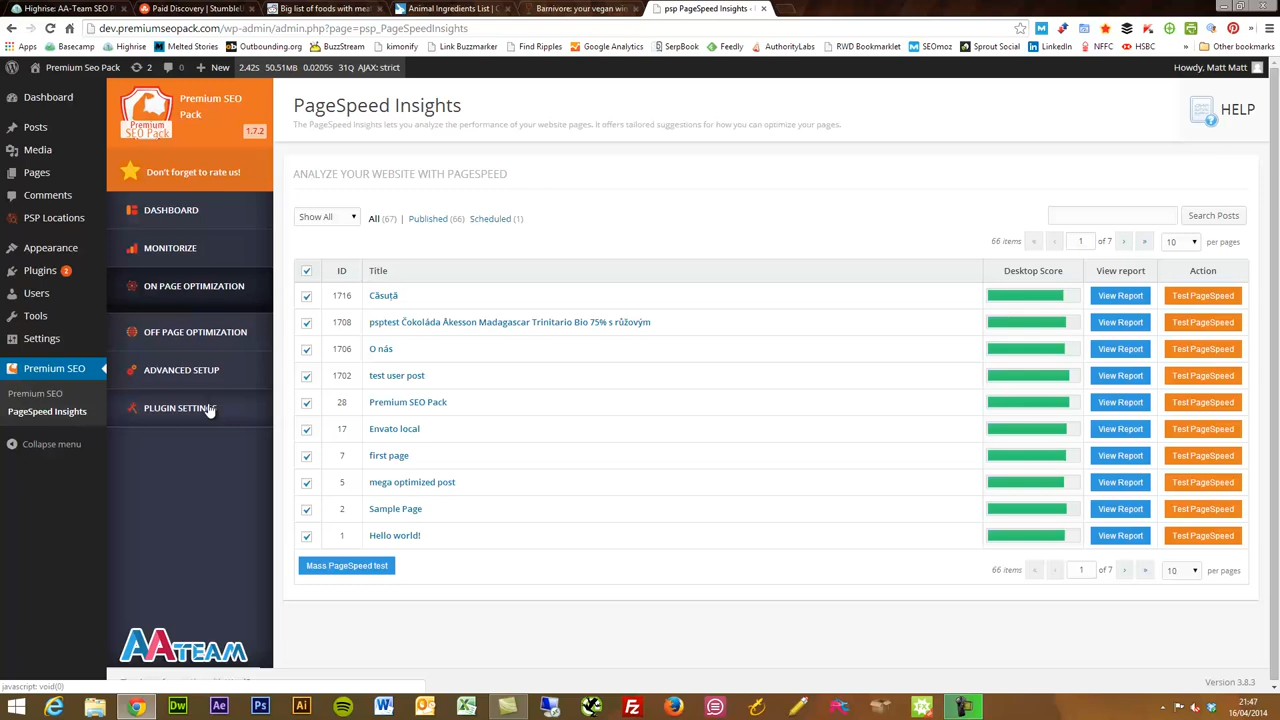 Highrise: AA-Team SEO P
Paid Discovery | Stumble
Big list of foods with meat
Animal Ingredients List | C
Barnivore: your vegan win
psp PageSpeed Insights ‹
dev.premiumseopack.com/wp-admin/admin.php?page=psp_PageSpeedInsights
Apps Basecamp Highrise Melted Stories Outbounding.org BuzzStream kimonify Link Buzzmarker Find Ripples Google Analytics SerpBook Feedly AuthorityLabs RWD Bookmarklet SEOmoz Sprout Social LinkedIn NFFC HSBC » Other bookmarks
Premium SEO Pack 2 0 + New 2.42S 50.51MB 0.0205S 31Q AJAX: strict Howdy, Matt Matt
Dashboard
Posts
Media
Pages
Comments
PSP Locations
Appearance
Plugins 2
Users
Tools
Settings
Premium SEO
Premium SEO
PageSpeed Insights
Collapse menu
Premium SEO Pack
Premium SEO
Pack
1.7.2
Don't forget to rate us!
DASHBOARD
MONITORIZE
ON PAGE OPTIMIZATION
OFF PAGE OPTIMIZATION
ADVANCED SETUP
PLUGIN SETTINGS
AATEAM
PageSpeed Insights
The PageSpeed Insights lets you analyze the performance of your website pages. It offers tailored suggestions for how you can optimize your pages.
HELP
ANALYZE YOUR WEBSITE WITH PAGESPEED
Show All All (67) | Published (66) Scheduled (1)
Search Posts
66 items « ‹ 1 of 7 › » 10 per pages
ID Title Desktop Score View report Action
1716 Căsuță View Report Test PageSpeed
1708 psptest Čokoláda Åkesson Madagascar Trinitario Bio 75% s růžovým View Report Test PageSpeed
1706 O nás View Report Test PageSpeed
1702 test user post View Report Test PageSpeed
28 Premium SEO Pack View Report Test PageSpeed
17 Envato local View Report Test PageSpeed
7 first page View Report Test PageSpeed
5 mega optimized post View Report Test PageSpeed
2 Sample Page View Report Test PageSpeed
1 Hello world! View Report Test PageSpeed
Mass PageSpeed test
66 items « ‹ 1 of 7 › » 10 per pages
Version 3.8.3
javascript: void(0)
21:47
16/04/2014